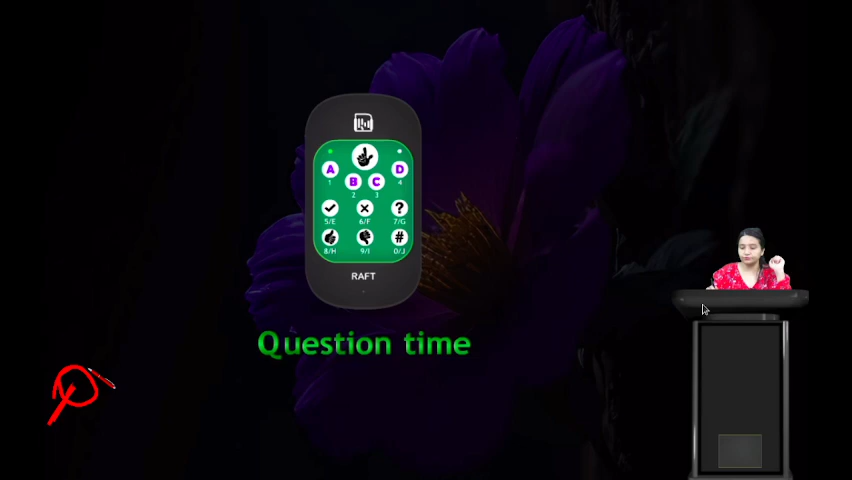 A
D
1
B
C
4
2
3
?
5/E
6/F
7/G
#
8/H
9/I
0/J
RAFT
Question time